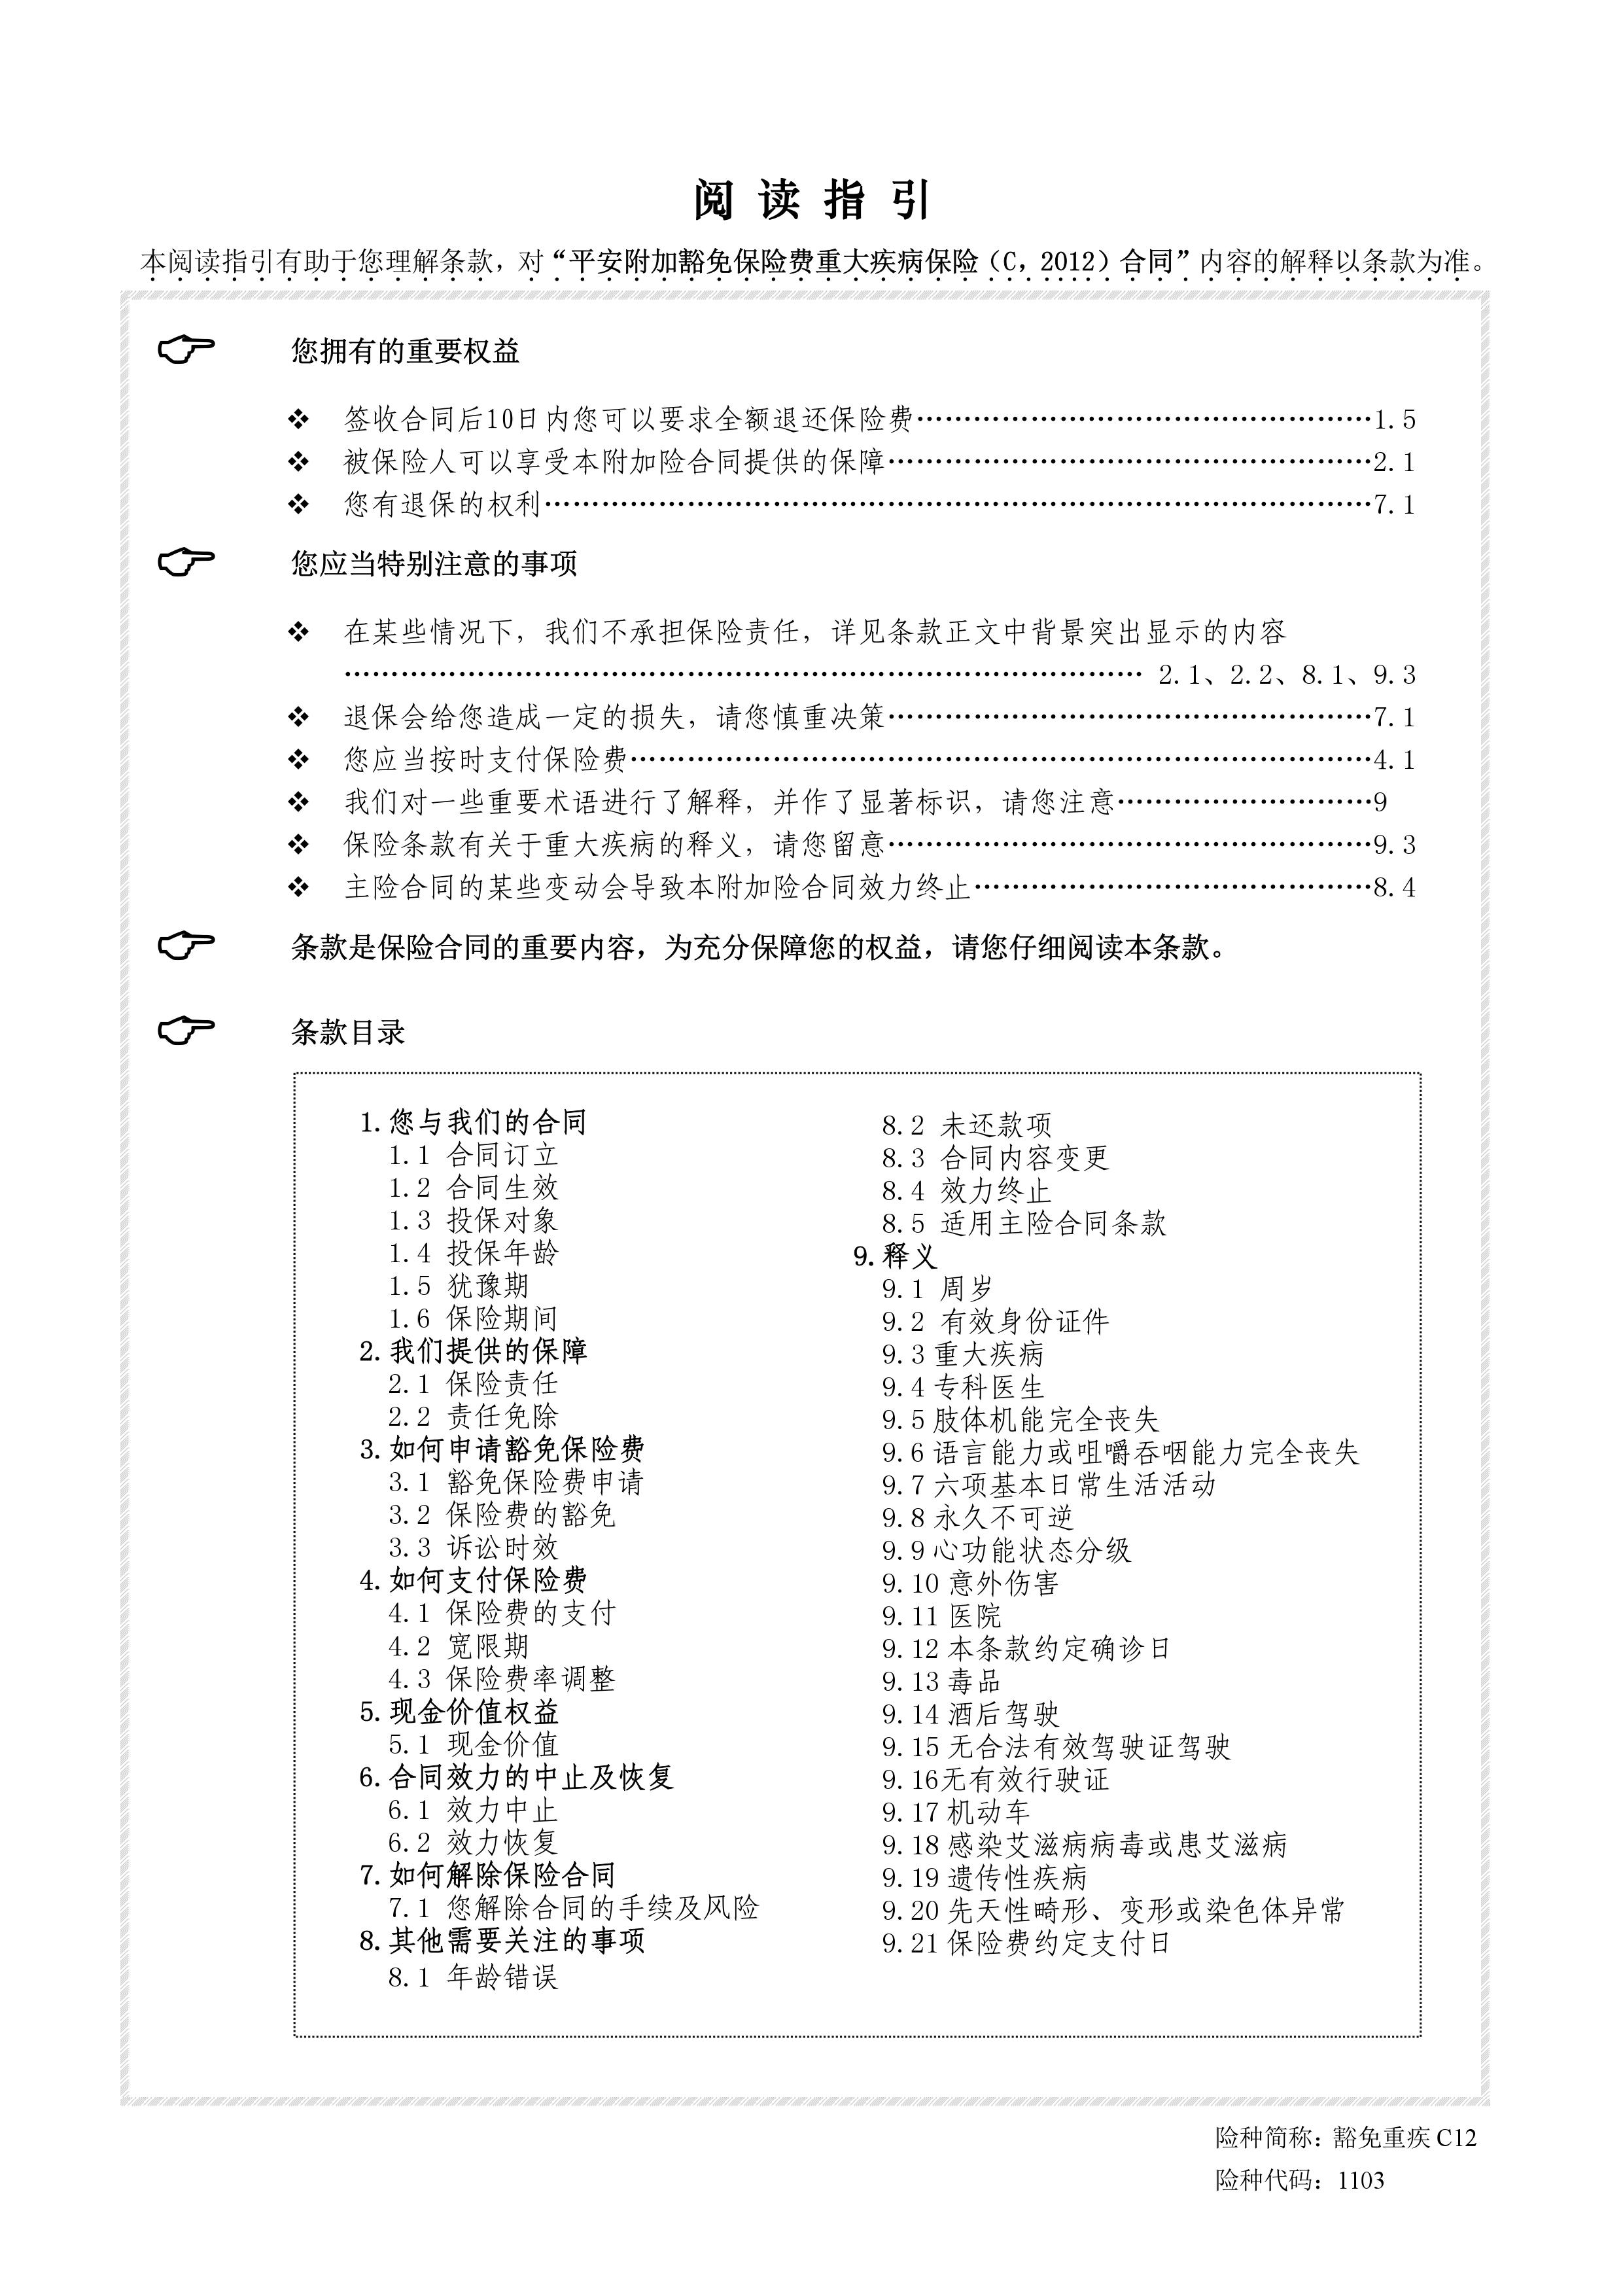 阅 读 指 引
本阅读指引有助于您理解条款，对“平安附加豁免保险费重大疾病保险（C，2012）合同”内容的解释以条款为准。
您拥有的重要权益
❖ 签收合同后10日内您可以要求全额退还保险费……………………………………1.5
❖ 被保险人可以享受本附加险合同提供的保障……………………………………2.1
❖ 您有退保的权利……………………………………………………………………7.1
您应当特别注意的事项
❖ 在某些情况下，我们不承担保险责任，详见条款正文中背景突出显示的内容
………………………………………………………………………… 2.1、2.2、8.1、9.3
❖ 退保会给您造成一定的损失，请您慎重决策……………………………………7.1
❖ 您应当按时支付保险费……………………………………………………………4.1
❖ 我们对一些重要术语进行了解释，并作了显著标识，请您注意………………………9
❖ 保险条款有关于重大疾病的释义，请您留意……………………………………9.3
❖ 主险合同的某些变动会导致本附加险合同效力终止……………………………………8.4
条款是保险合同的重要内容，为充分保障您的权益，请您仔细阅读本条款。
条款目录
1.您与我们的合同
1.1 合同订立
1.2 合同生效
1.3 投保对象
1.4 投保年龄
1.5 犹豫期
1.6 保险期间
2.我们提供的保障
2.1 保险责任
2.2 责任免除
3.如何申请豁免保险费
3.1 豁免保险费申请
3.2 保险费的豁免
3.3 诉讼时效
4.如何支付保险费
4.1 保险费的支付
4.2 宽限期
4.3 保险费率调整
5.现金价值权益
5.1 现金价值
6.合同效力的中止及恢复
6.1 效力中止
6.2 效力恢复
7.如何解除保险合同
7.1 您解除合同的手续及风险
8.其他需要关注的事项
8.1 年龄错误
8.2 未还款项
8.3 合同内容变更
8.4 效力终止
8.5 适用主险合同条款
9.释义
9.1 周岁
9.2 有效身份证件
9.3 重大疾病
9.4 专科医生
9.5 肢体机能完全丧失
9.6 语言能力或咀嚼吞咽能力完全丧失
9.7 六项基本日常生活活动
9.8 永久不可逆
9.9 心功能状态分级
9.10 意外伤害
9.11 医院
9.12 本条款约定确诊日
9.13 毒品
9.14 酒后驾驶
9.15 无合法有效驾驶证驾驶
9.16无有效行驶证
9.17 机动车
9.18 感染艾滋病病毒或患艾滋病
9.19 遗传性疾病
9.20 先天性畸形、变形或染色体异常
9.21 保险费约定支付日
险种简称：豁免重疾 C12
险种代码：1103